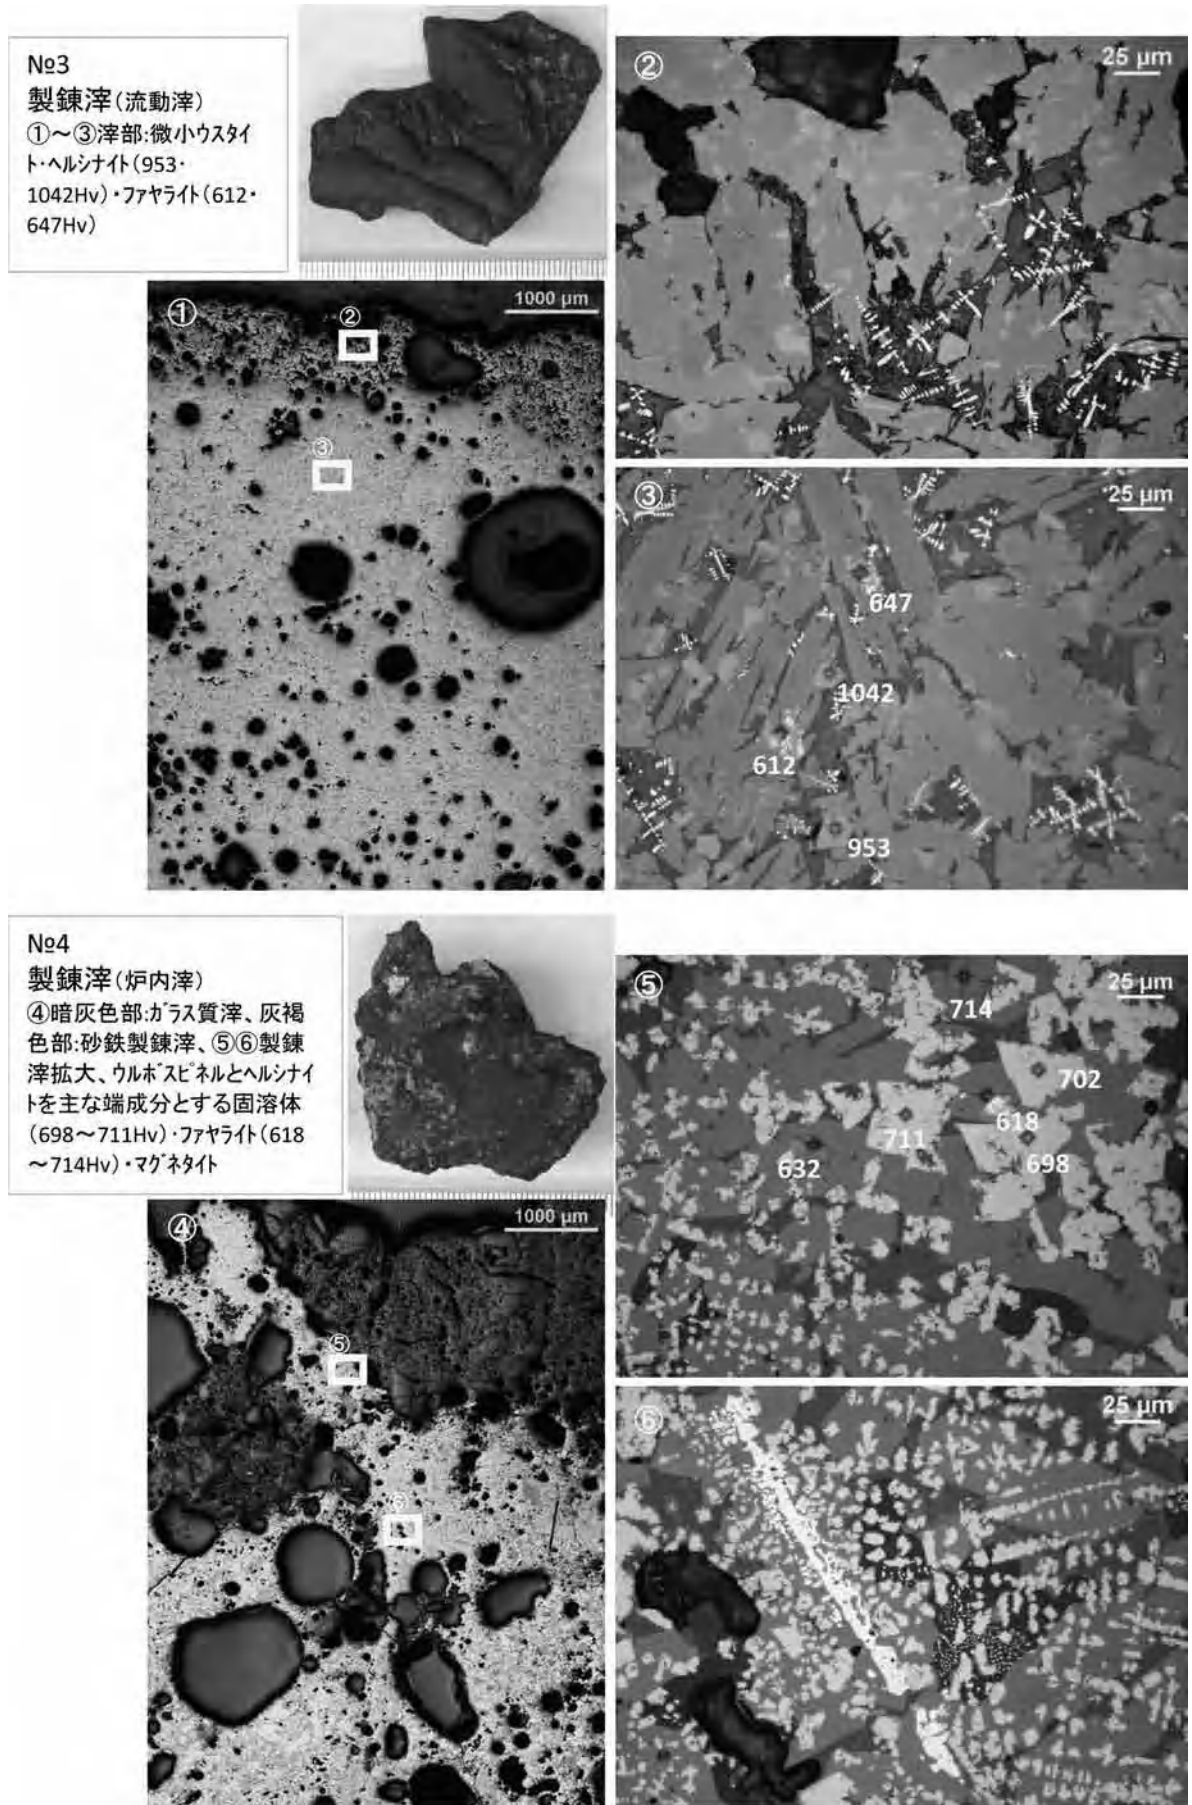 №3
製錬滓(流動滓)
①～③滓部:微小ウスタイ
ト・ヘルシナイト(953・
1042Hv)・ファヤライト(612・
647Hv)
①
1000 µm
②
③
②
25 µm
③
25 µm
647
1042
612
953
№4
製錬滓(炉内滓)
④暗灰色部:ガラス質滓、灰褐
色部:砂鉄製錬滓、⑤⑥製錬
滓拡大、ウルボスピネルとヘルシナイ
トを主な端成分とする固溶体
(698～711Hv)・ファヤライト(618
～714Hv)・マグネタイト
④
1000 µm
⑤
⑥
⑤
25 µm
714
702
618
711
698
632
⑥
25 µm